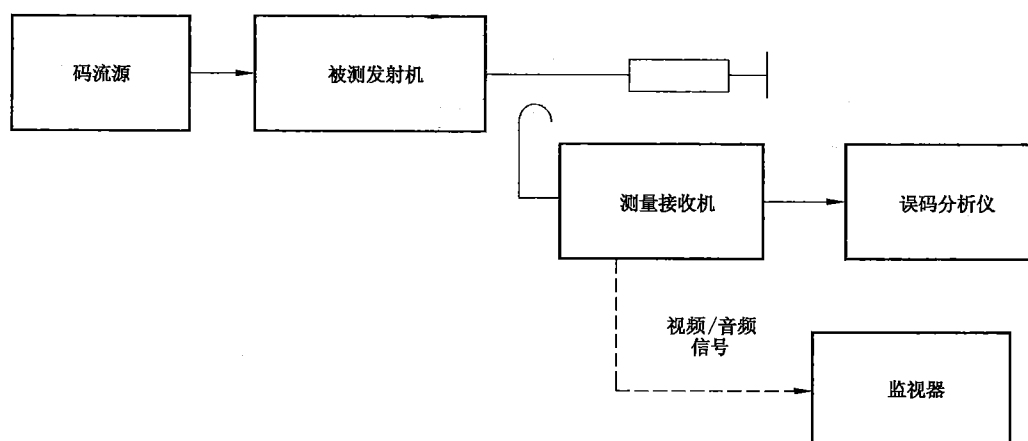 码流源
被测发射机
测量接收机
误码分析仪
视频/音频
信号
监视器